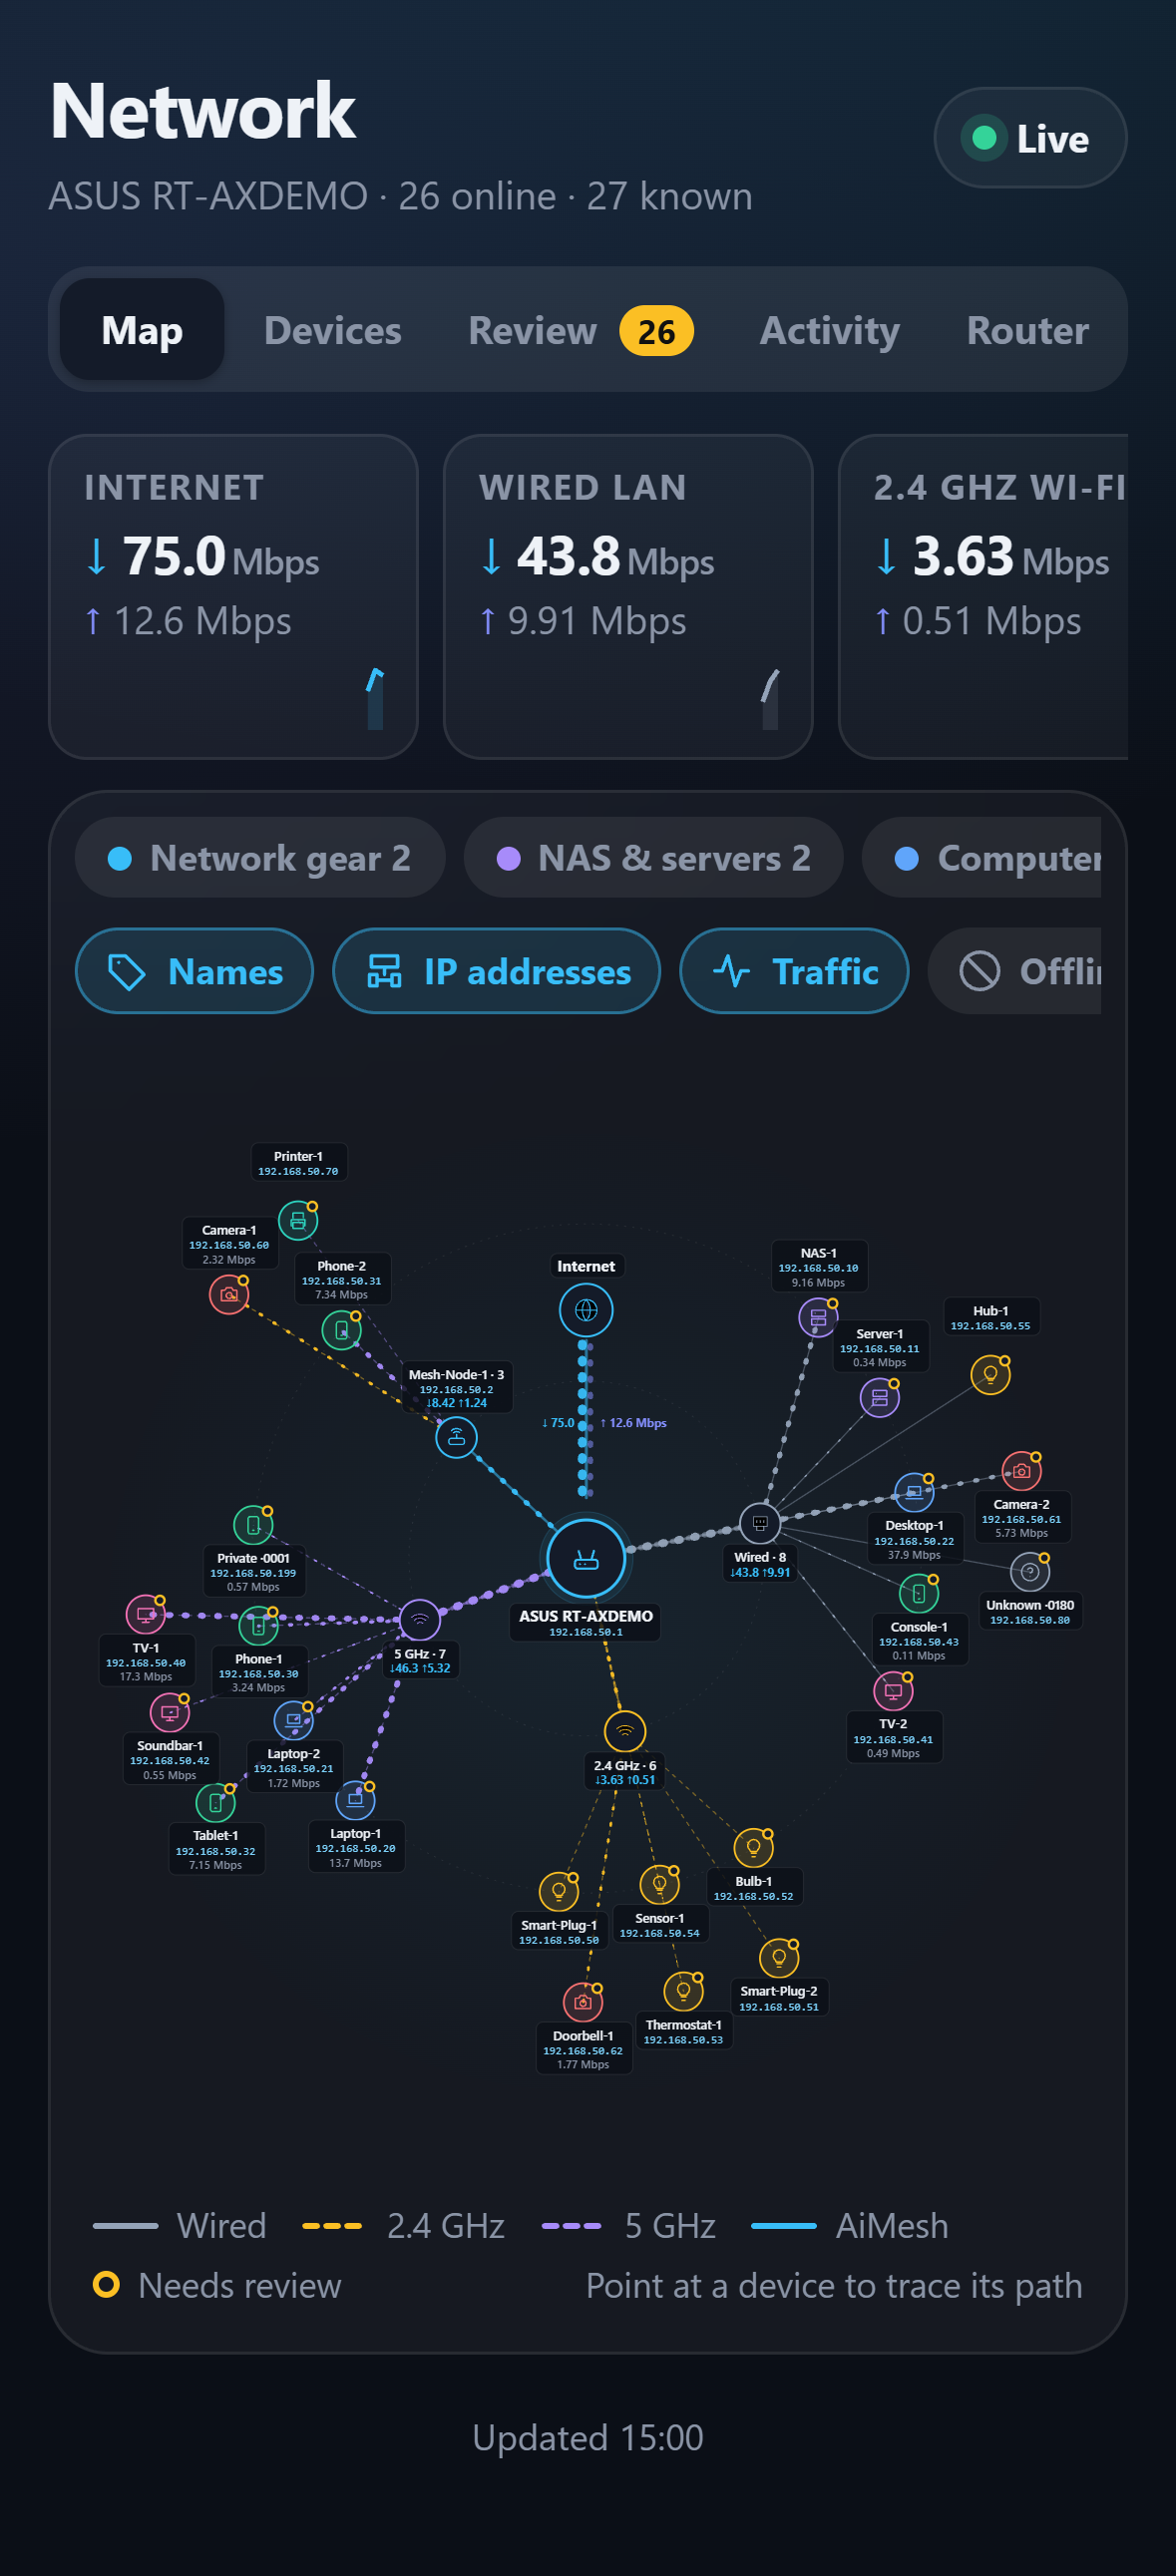 Network
Live
ASUS RT-AXDEMO · 26 online · 27 known
Map
Devices
Review 26
Activity
Router
INTERNET
↓ 75.0 Mbps
↑ 12.6 Mbps
WIRED LAN
↓ 43.8 Mbps
↑ 9.91 Mbps
2.4 GHZ WI-FI
↓ 3.63 Mbps
↑ 0.51 Mbps
Network gear 2
NAS & servers 2
Computer
Names
IP addresses
Traffic
Offli
Printer-1
192.168.50.70
Camera-1
192.168.50.60
2.32 Mbps
Phone-2
192.168.50.31
7.34 Mbps
Mesh-Node-1 · 3
192.168.50.2
↓8.42 ↑1.24
Internet
↓ 75.0
↑ 12.6 Mbps
NAS-1
192.168.50.10
9.16 Mbps
Server-1
192.168.50.11
0.34 Mbps
Hub-1
192.168.50.55
Camera-2
192.168.50.61
5.73 Mbps
Desktop-1
192.168.50.22
37.9 Mbps
Wired · 8
↓43.8 ↑9.91
Unknown ·0180
192.168.50.80
Console-1
192.168.50.43
0.11 Mbps
TV-2
192.168.50.41
0.49 Mbps
ASUS RT-AXDEMO
192.168.50.1
Private ·0001
192.168.50.199
0.57 Mbps
TV-1
192.168.50.40
17.3 Mbps
Phone-1
192.168.50.30
3.24 Mbps
5 GHz · 7
↓46.3 ↑5.32
Soundbar-1
192.168.50.42
0.55 Mbps
Laptop-2
192.168.50.21
1.72 Mbps
Tablet-1
192.168.50.32
7.15 Mbps
Laptop-1
192.168.50.20
13.7 Mbps
2.4 GHz · 6
↓3.63 ↑0.51
Bulb-1
192.168.50.52
Smart-Plug-1
192.168.50.50
Sensor-1
192.168.50.54
Smart-Plug-2
192.168.50.51
Thermostat-1
192.168.50.53
Doorbell-1
192.168.50.62
1.77 Mbps
Wired
2.4 GHz
5 GHz
AiMesh
Needs review
Point at a device to trace its path
Updated 15:00